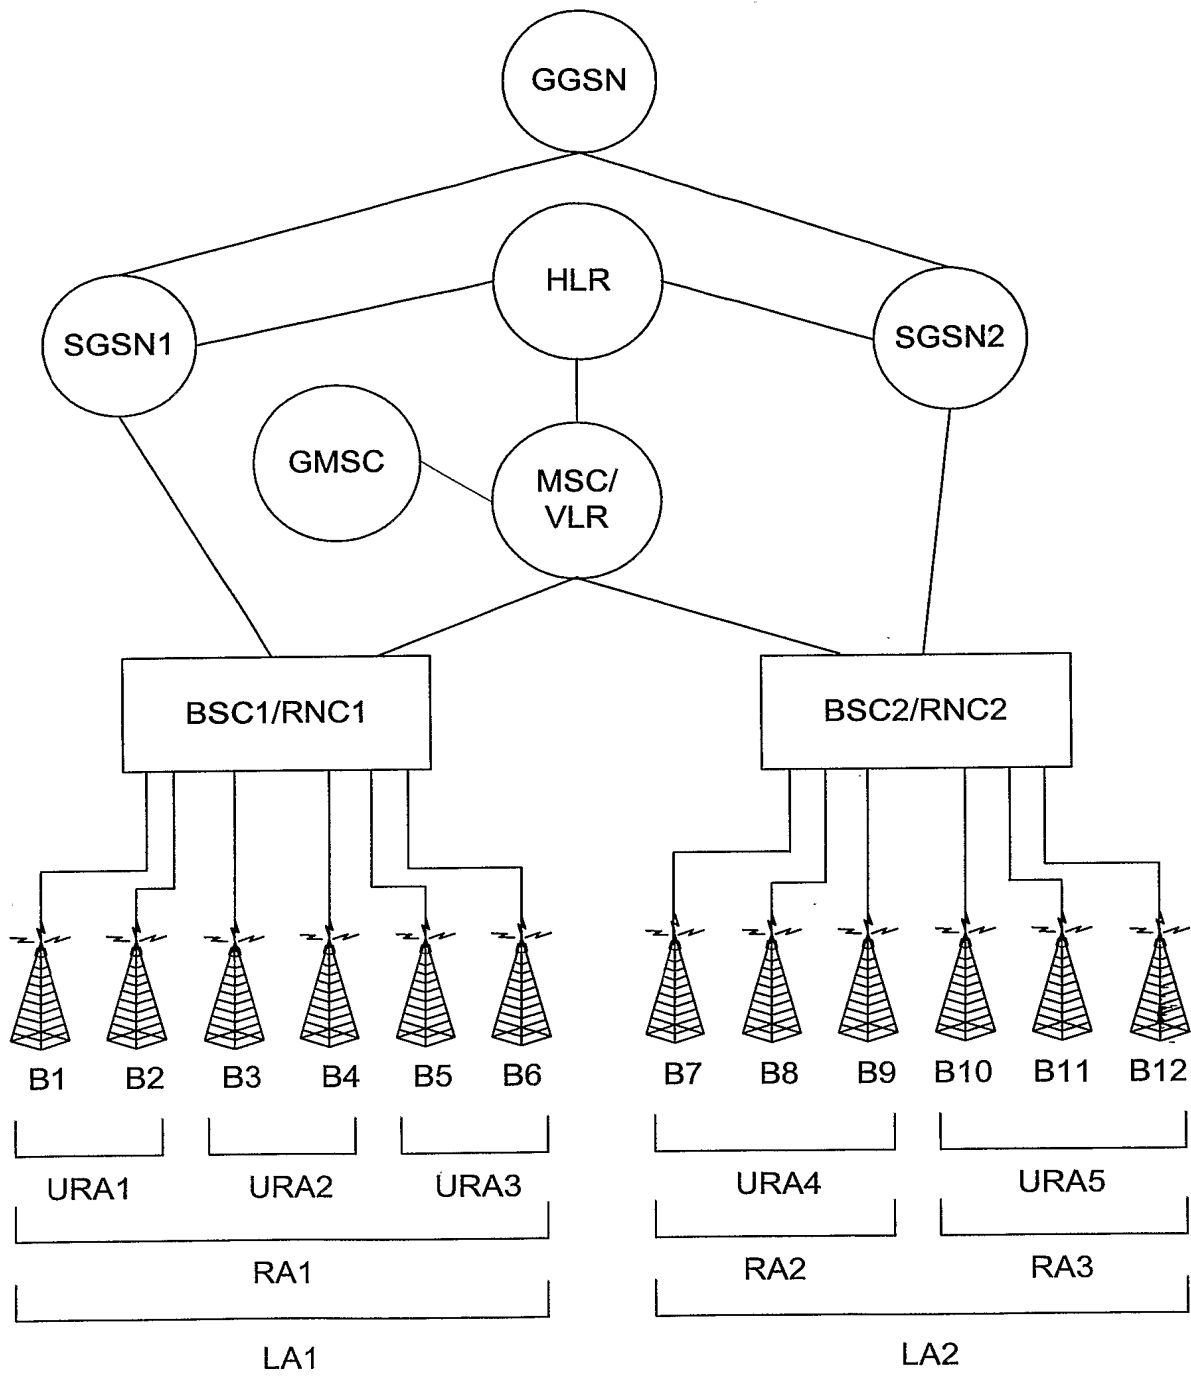 GGSN
HLR
SGSN1
SGSN2
GMSC
MSC/
VLR
BSC1/RNC1
BSC2/RNC2
B1 B2 B3 B4 B5 B6 B7 B8 B9 B10 B11 B12
URA1 URA2 URA3 URA4 URA5
RA1 RA2 RA3
LA1 LA2